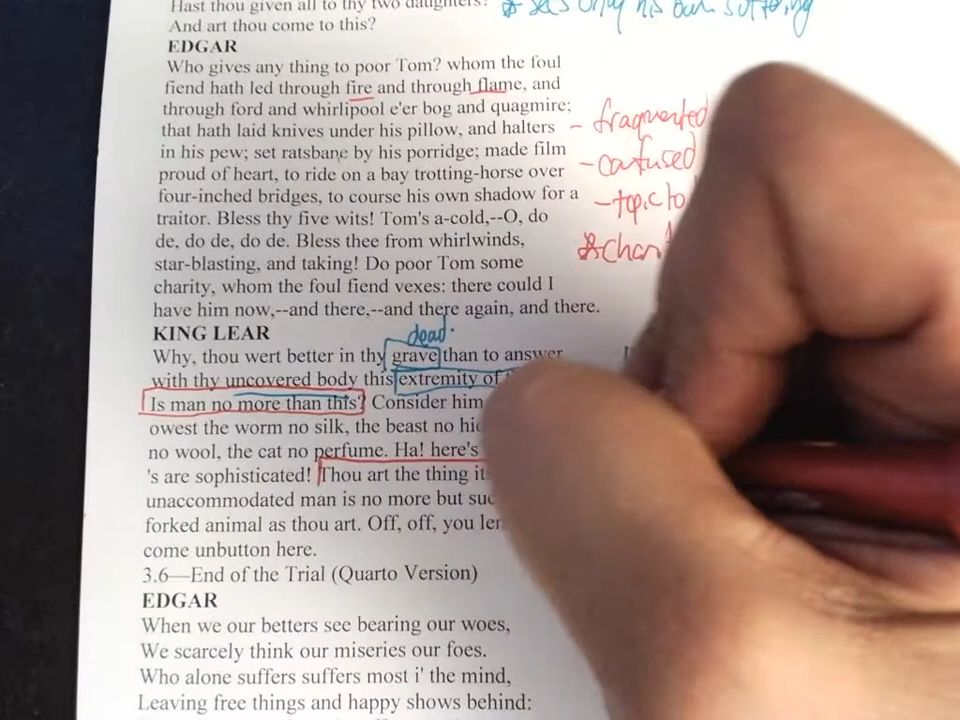 Hast thou given all to thy two daughters? * sees only his own suffering
And art thou come to this?
EDGAR
Who gives any thing to poor Tom? whom the foul
fiend hath led through fire and through flame, and
through ford and whirlipool e'er bog and quagmire;
that hath laid knives under his pillow, and halters - fragmented
in his pew; set ratsbane by his porridge; made film - confused
proud of heart, to ride on a bay trotting-horse over
four-inched bridges, to course his own shadow for a - topic to
traitor. Bless thy five wits! Tom's a-cold,--O, do
de, do de, do de. Bless thee from whirlwinds,
star-blasting, and taking! Do poor Tom some
charity, whom the foul fiend vexes: there could I
have him now,--and there,--and there again, and there.
KING LEAR
dead.
Why, thou wert better in thy grave than to answer
with thy uncovered body this extremity of
Is man no more than this? Consider him
owest the worm no silk, the beast no
no wool, the cat no perfume. Ha! here's
's are sophisticated! Thou art the thing
unaccommodated man is no more but
forked animal as thou art. Off, off, you
come unbutton here.
3.6—End of the Trial (Quarto Version)
EDGAR
When we our betters see bearing our woes,
We scarcely think our miseries our foes.
Who alone suffers suffers most i' the mind,
Leaving free things and happy shows behind: